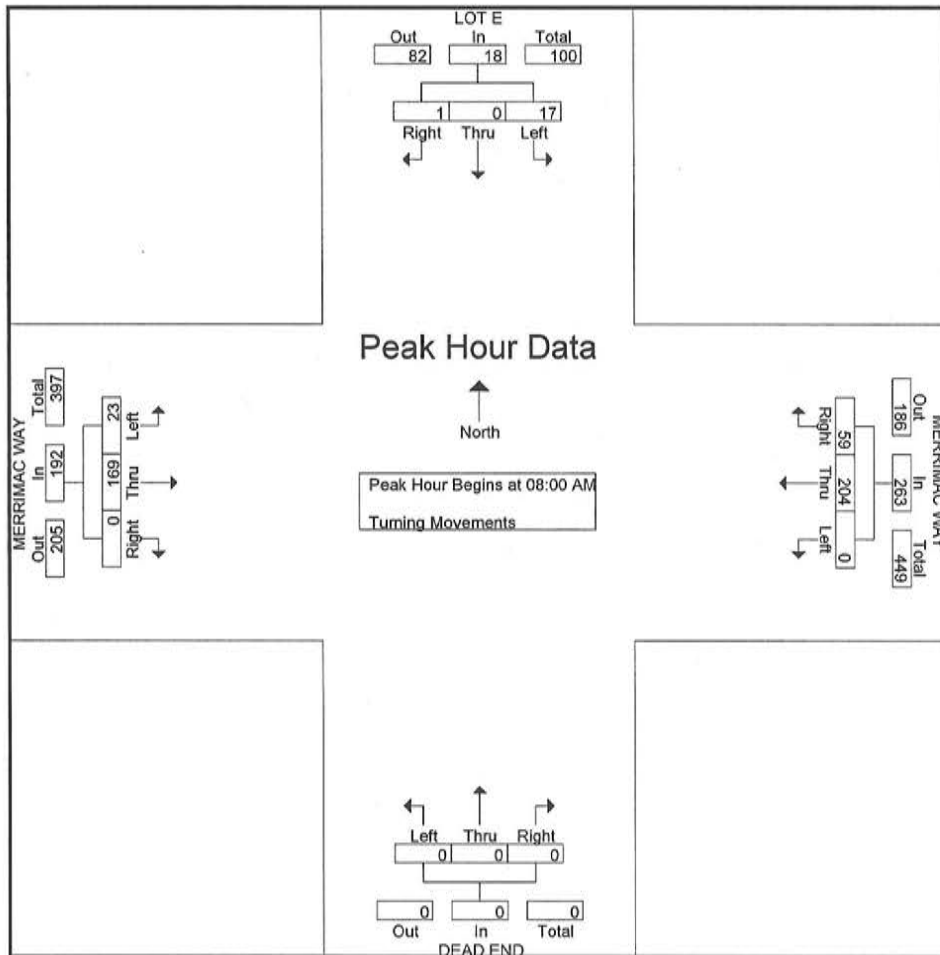 LOT E
Out In Total
82 18 100
1 0 17
Right Thru Left
Peak Hour Data
North
Peak Hour Begins at 08:00 AM
Turning Movements
MERRIMAC WAY
Out In Total
205 192 397
23 169 0
Left Thru Right
MERRIMAC WAY
Out In Total
186 263 449
59 204 0
Right Thru Left
Left Thru Right
0 0 0
0 0 0
Out In Total
DEAD END